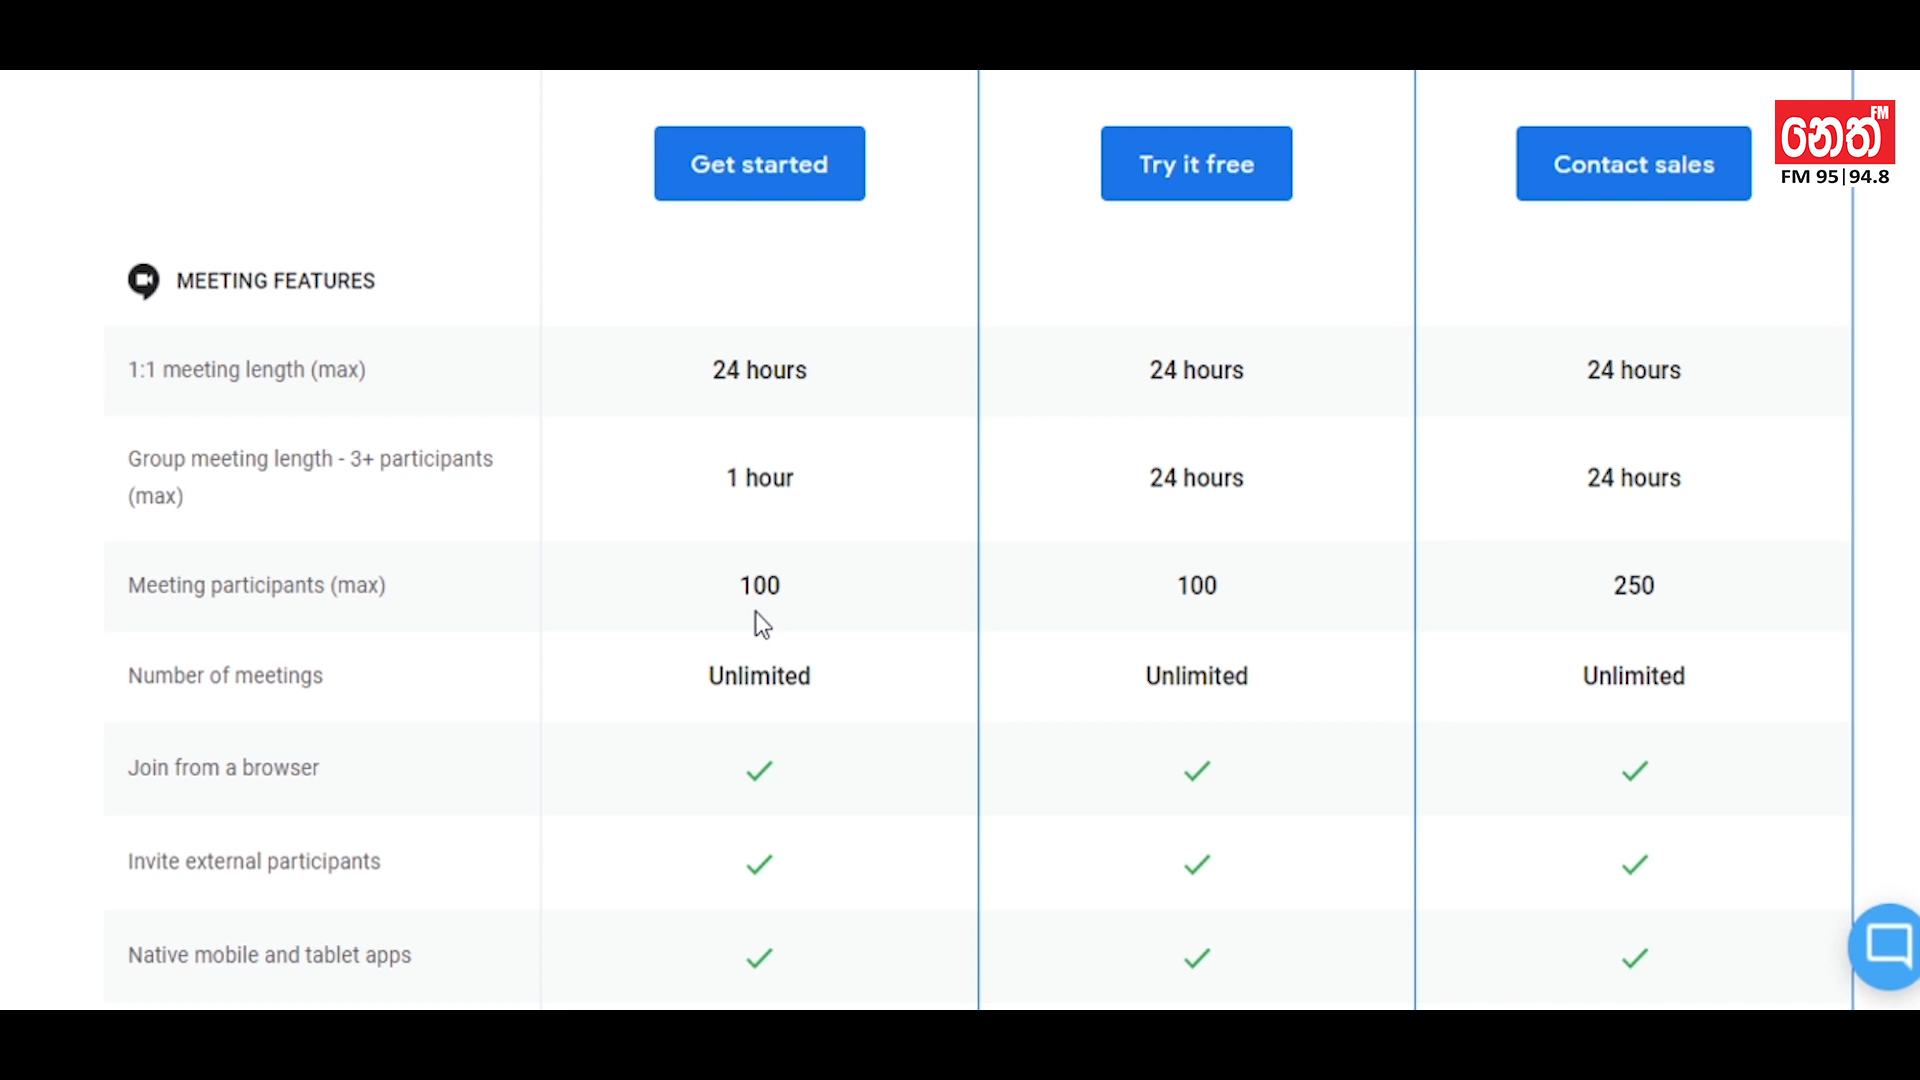 Get started
Try it free
Contact sales
නෙත් FM
FM 95|94.8
MEETING FEATURES
1:1 meeting length (max) 24 hours 24 hours 24 hours
Group meeting length - 3+ participants
(max) 1 hour 24 hours 24 hours
Meeting participants (max) 100 100 250
Number of meetings Unlimited Unlimited Unlimited
Join from a browser
Invite external participants
Native mobile and tablet apps